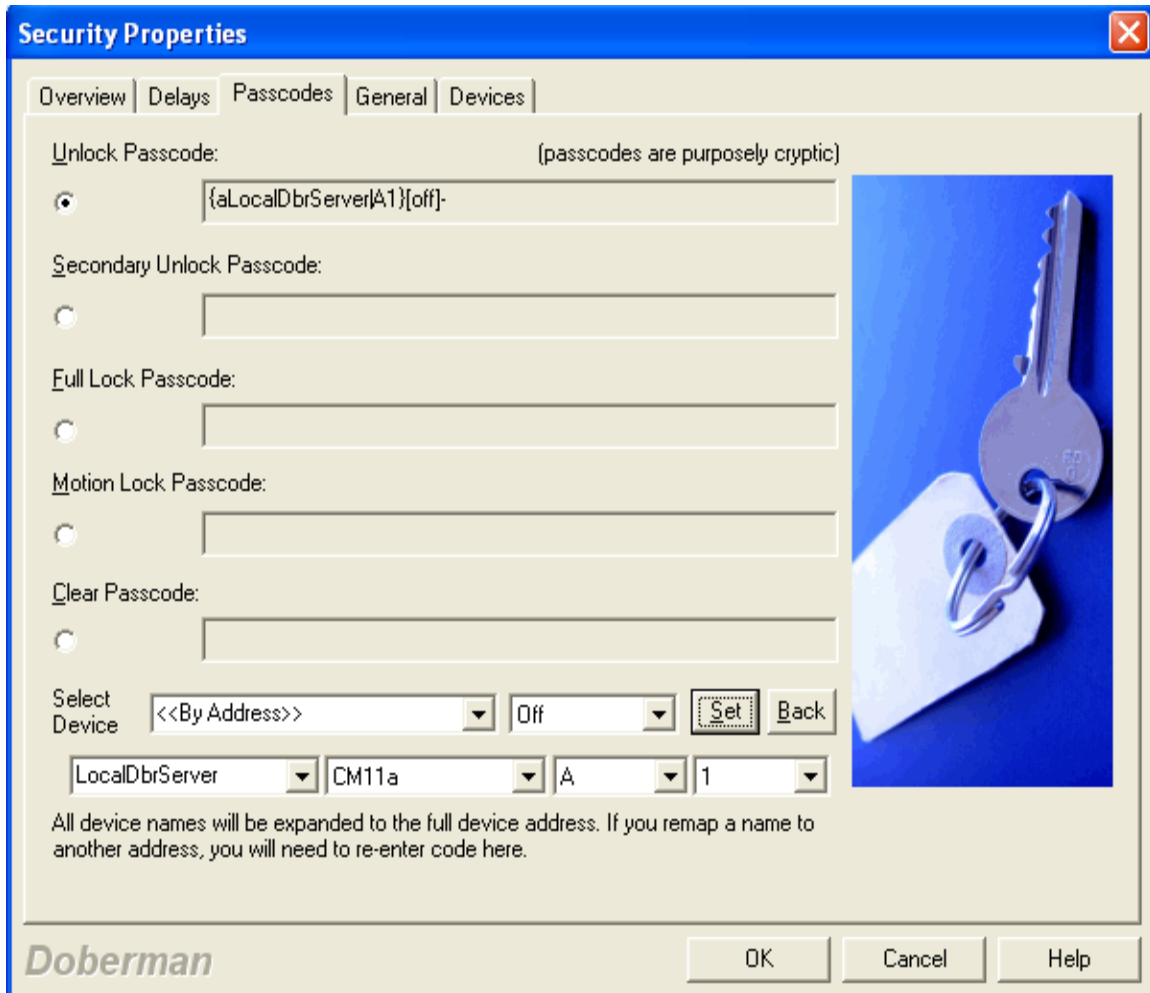 Security Properties
Overview Delays Passcodes General Devices
Unlock Passcode: (passcodes are purposely cryptic)
{aLocalDbrServer|A1}[off]-
Secondary Unlock Passcode:
Full Lock Passcode:
Motion Lock Passcode:
Clear Passcode:
Select Device <<By Address>> Off Set Back
LocalDbrServer CM11a A 1
All device names will be expanded to the full device address. If you remap a name to
another address, you will need to re-enter code here.
Doberman OK Cancel Help